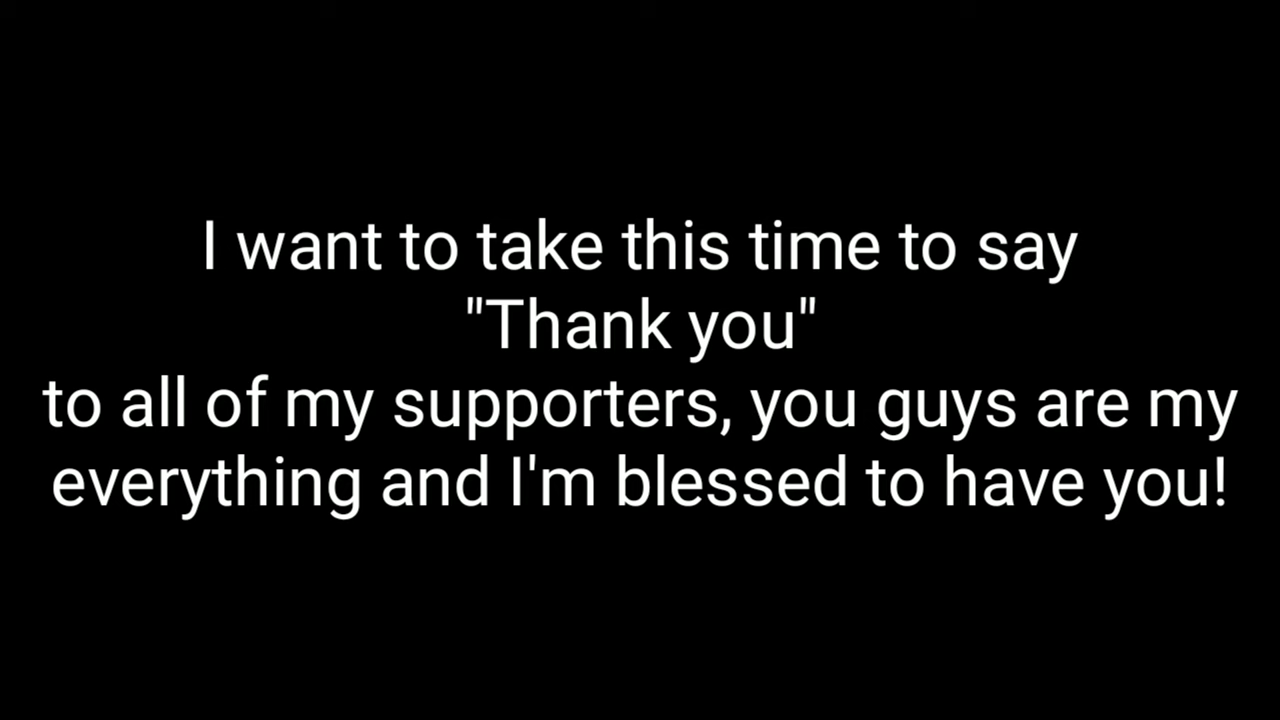 I want to take this time to say
"Thank you"
to all of my supporters, you guys are my
everything and I'm blessed to have you!